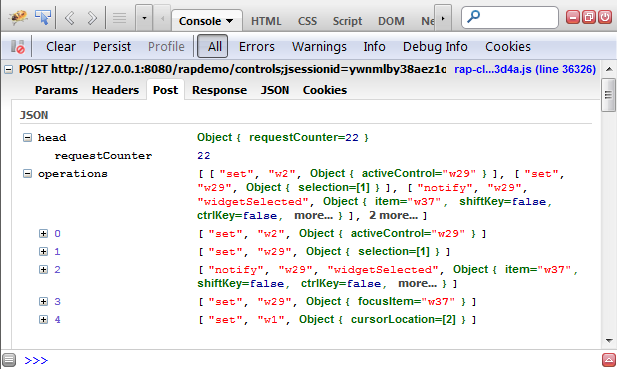 Console HTML CSS Script DOM Ne
Clear Persist Profile All Errors Warnings Info Debug Info Cookies
POST http://127.0.0.1:8080/rapdemo/controls;jsessionid=ywnmlby38aez1o rap-cl...3d4a.js (line 36326)
Params Headers Post Response JSON Cookies
JSON
head Object { requestCounter=22 }
requestCounter 22
operations [ [ "set", "w2", Object { activeControl="w29" } ], [ "set",
"w29", Object { selection=[1] } ], [ "notify", "w29",
"widgetSelected", Object { item="w37", shiftKey=false,
ctrlKey=false, more... } ], 2 more... ]
0 [ "set", "w2", Object { activeControl="w29" } ]
1 [ "set", "w29", Object { selection=[1] } ]
2 [ "notify", "w29", "widgetSelected", Object { item="w37",
shiftKey=false, ctrlKey=false, more... } ]
3 [ "set", "w29", Object { focusItem="w37" } ]
4 [ "set", "w1", Object { cursorLocation=[2] } ]
>>>